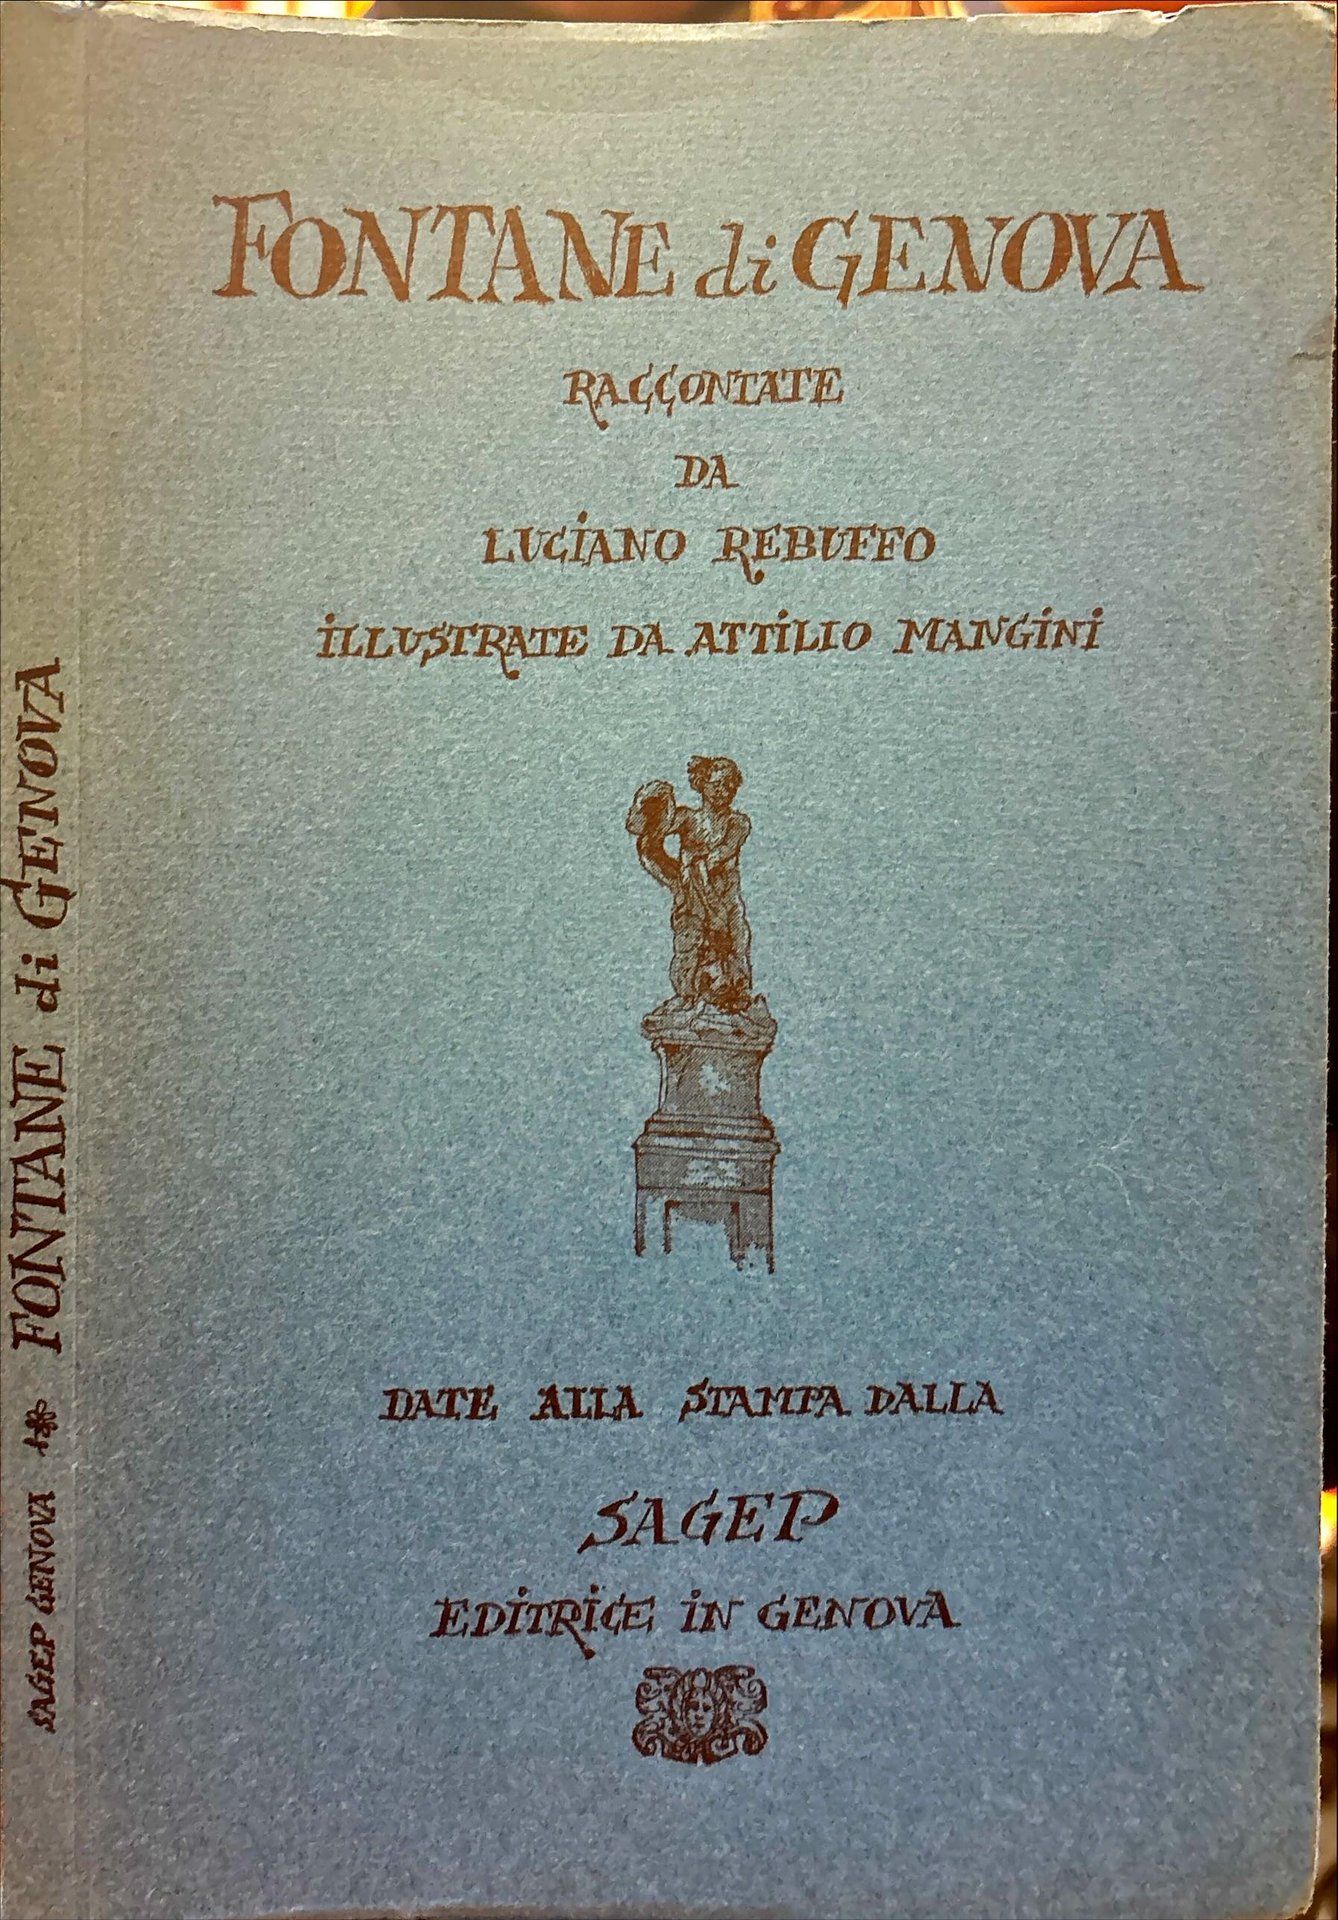 FONTANE di GENOVA
RACCONTATE
DA
LUCIANO REBUFFO
ILLUSTRATE DA ATTILIO MANGINI
DATE ALLA STAMPA DALLA
SAGEP
EDITRICE IN GENOVA
SAGEP GENOVA FONTANE di GENOVA